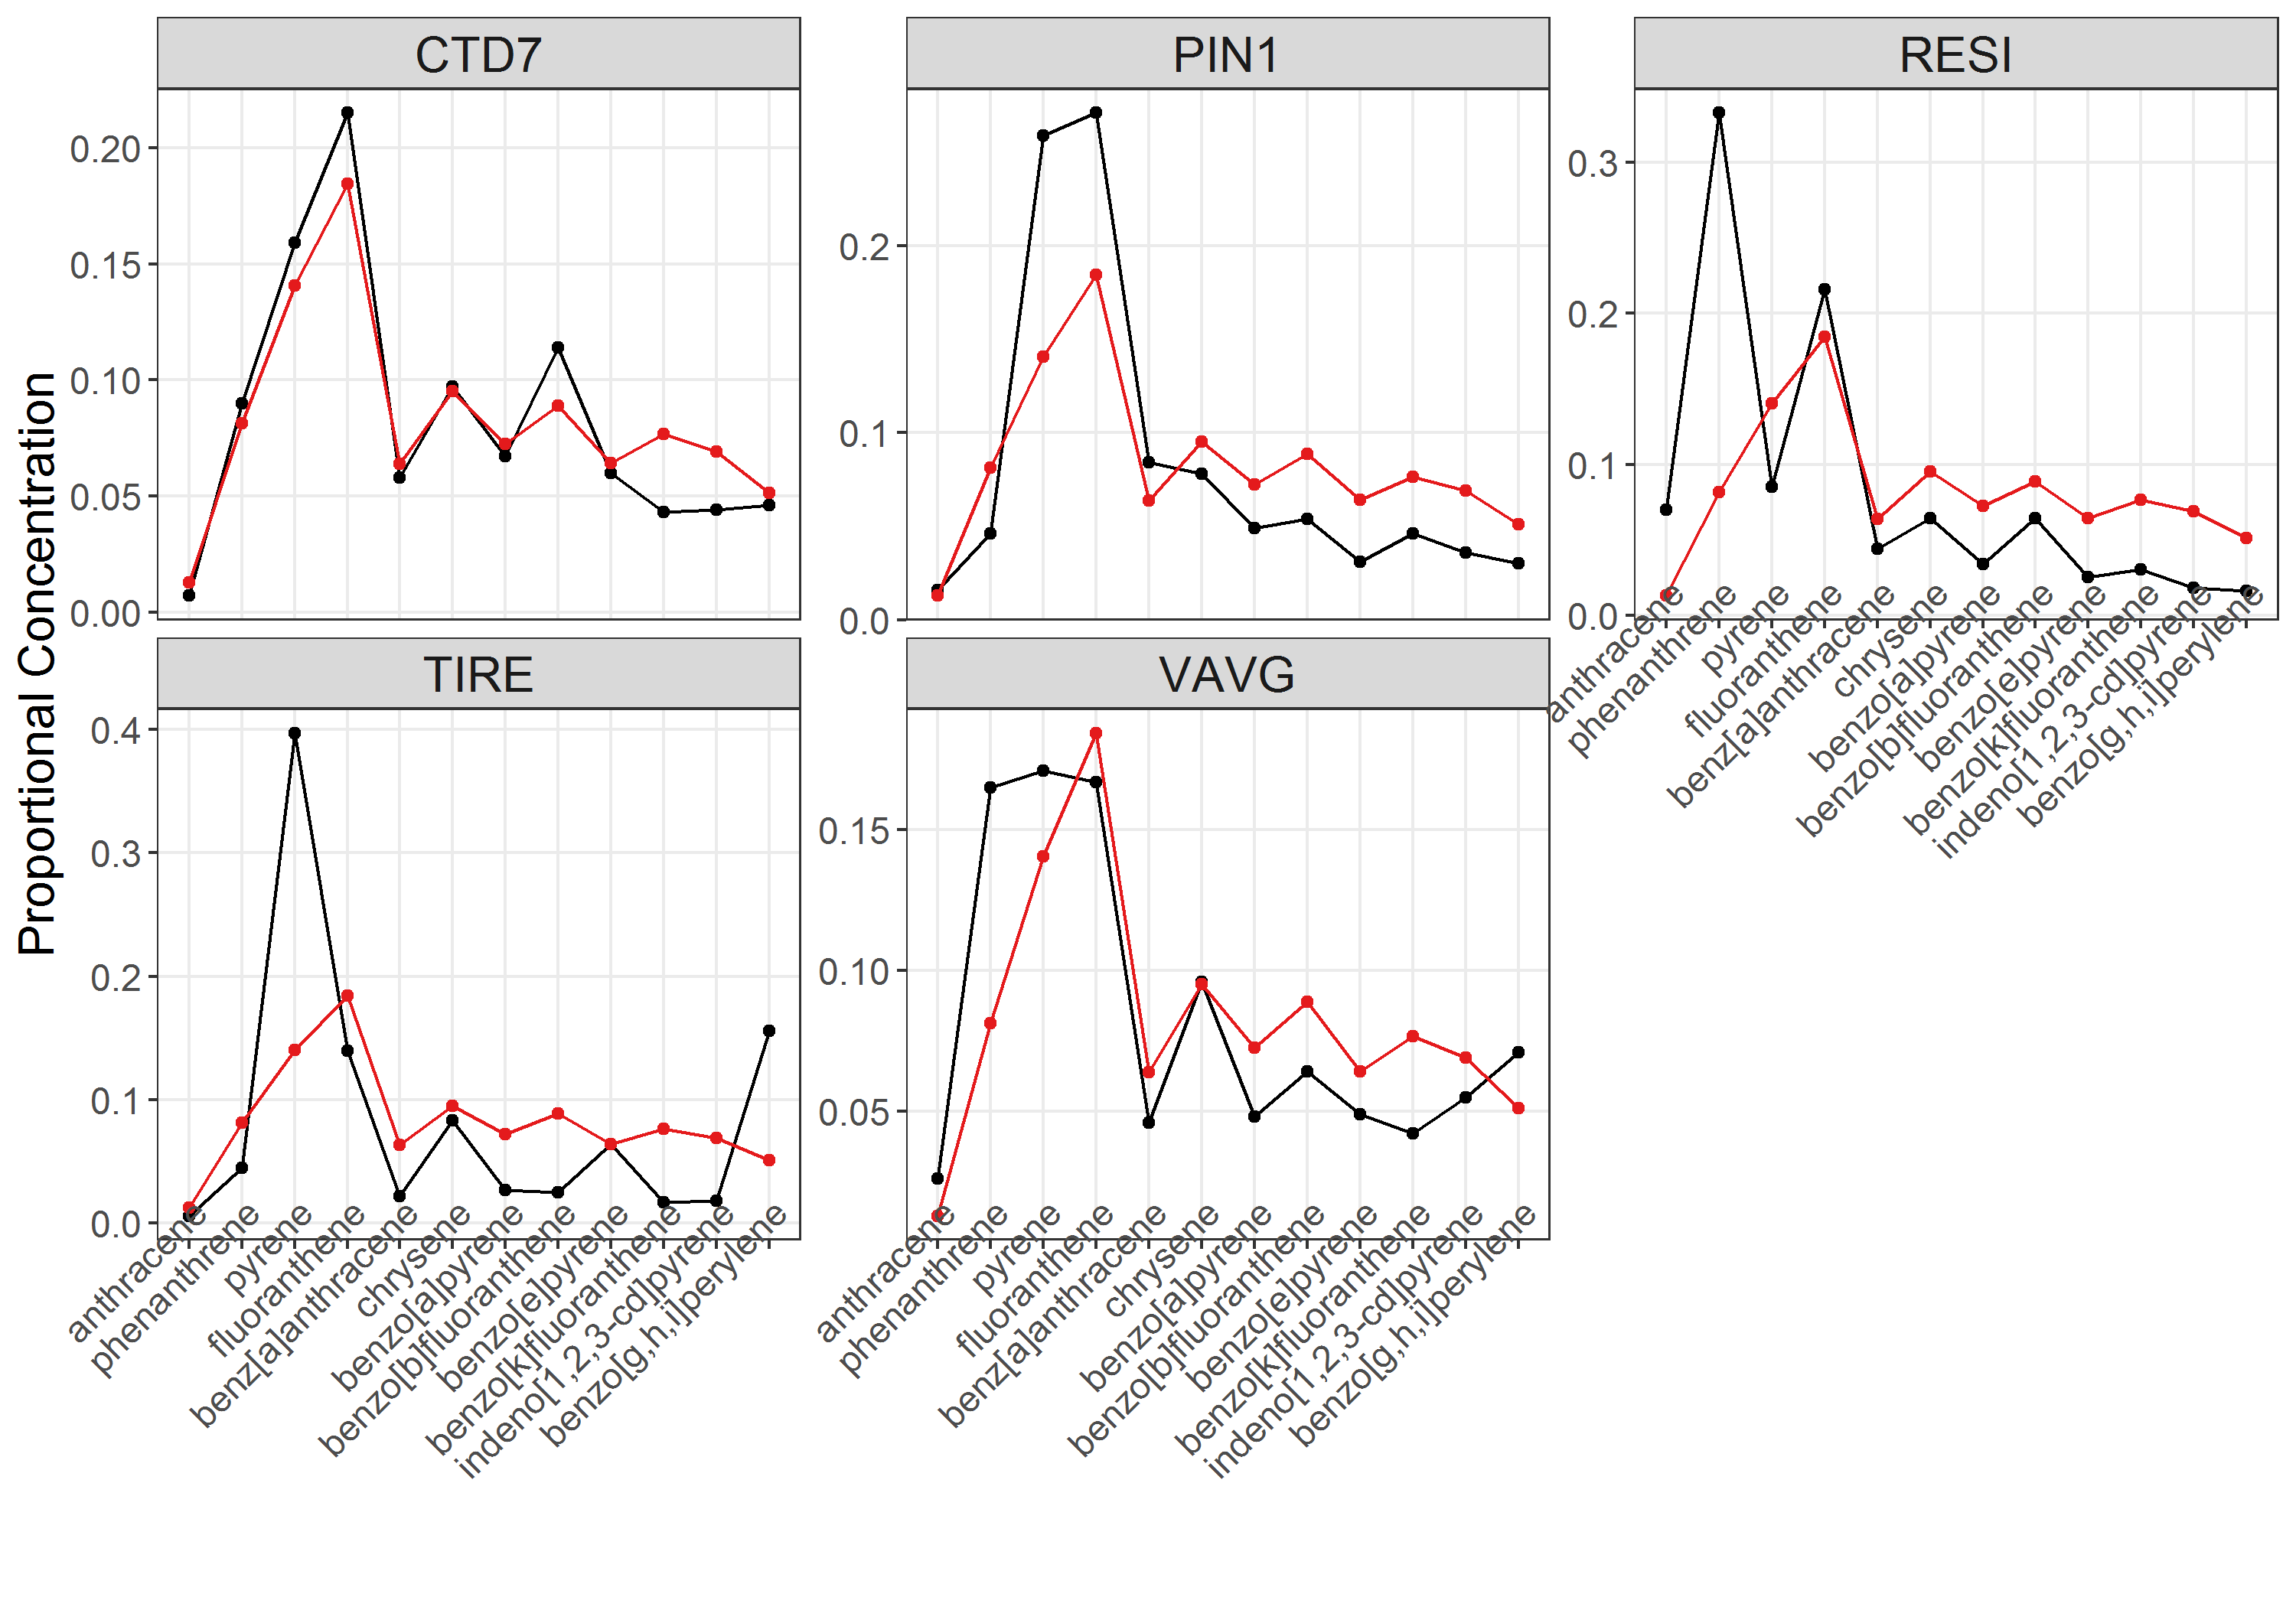 CTD7
PIN1
RESI
Proportional Concentration
0.20
0.15
0.10
0.05
0.00
0.2
0.1
0.0
0.3
0.2
0.1
0.0
anthracene
phenanthrene
pyrene
fluoranthene
benz[a]anthracene
chrysene
benzo[a]pyrene
benzo[b]fluoranthene
benzo[e]pyrene
benzo[k]fluoranthene
indeno[1,2,3-cd]pyrene
benzo[g,h,i]perylene
TIRE
VAVG
0.4
0.3
0.2
0.1
0.0
0.15
0.10
0.05
anthracene
phenanthrene
pyrene
fluoranthene
benz[a]anthracene
chrysene
benzo[a]pyrene
benzo[b]fluoranthene
benzo[e]pyrene
benzo[k]fluoranthene
indeno[1,2,3-cd]pyrene
benzo[g,h,i]perylene
anthracene
phenanthrene
pyrene
fluoranthene
benz[a]anthracene
chrysene
benzo[a]pyrene
benzo[b]fluoranthene
benzo[e]pyrene
benzo[k]fluoranthene
indeno[1,2,3-cd]pyrene
benzo[g,h,i]perylene